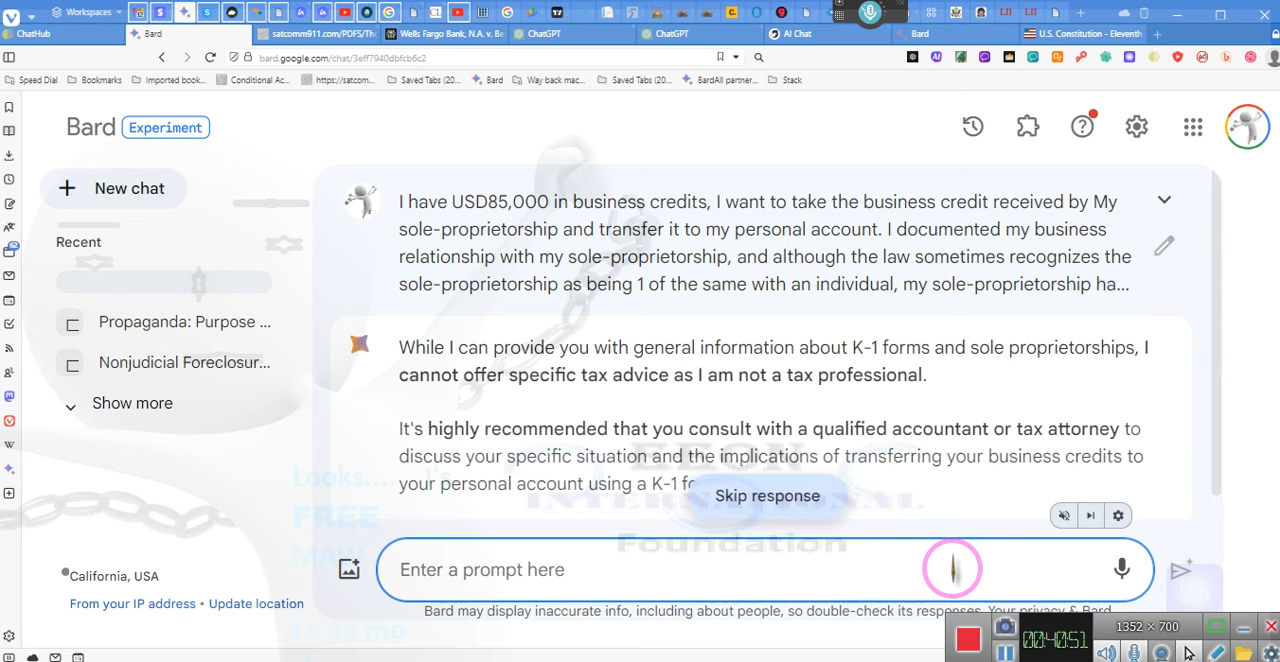 Workspaces
ChatHub
Bard
satcomm911.com/PDFS/Th
Wells Fargo Bank, N.A. v. Be
ChatGPT
ChatGPT
AI Chat
Bard
U.S. Constitution - Eleventh
bard.google.com/chat/3eff7940dbfcb6c2
Speed Dial
Bookmarks
Imported book...
Conditional Ac...
https://satcom...
Saved Tabs (20...
Bard
Way back mac...
Saved Tabs (20...
BardAll partner...
Stack
Bard Experiment
New chat
Recent
Propaganda: Purpose ...
Nonjudicial Foreclosur...
Show more
I have USD85,000 in business credits, I want to take the business credit received by My
sole-proprietorship and transfer it to my personal account. I documented my business
relationship with my sole-proprietorship, and although the law sometimes recognizes the
sole-proprietorship as being 1 of the same with an individual, my sole-proprietorship ha...
While I can provide you with general information about K-1 forms and sole proprietorships, I
cannot offer specific tax advice as I am not a tax professional.
It's highly recommended that you consult with a qualified accountant or tax attorney to
discuss your specific situation and the implications of transferring your business credits to
your personal account using a K-1 f
Skip response
Looks....
FREE
INTERNATIONAL
Foundation
Enter a prompt here
California, USA
From your IP address • Update location
Bard may display inaccurate info, including about people, so double-check its responses. Your privacy & Bard
1352 × 700
00:40:51